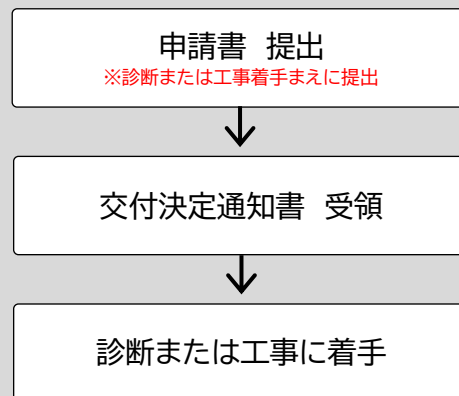 申請書 提出
※診断または工事着手まえに提出
交付決定通知書 受領
診断または工事に着手